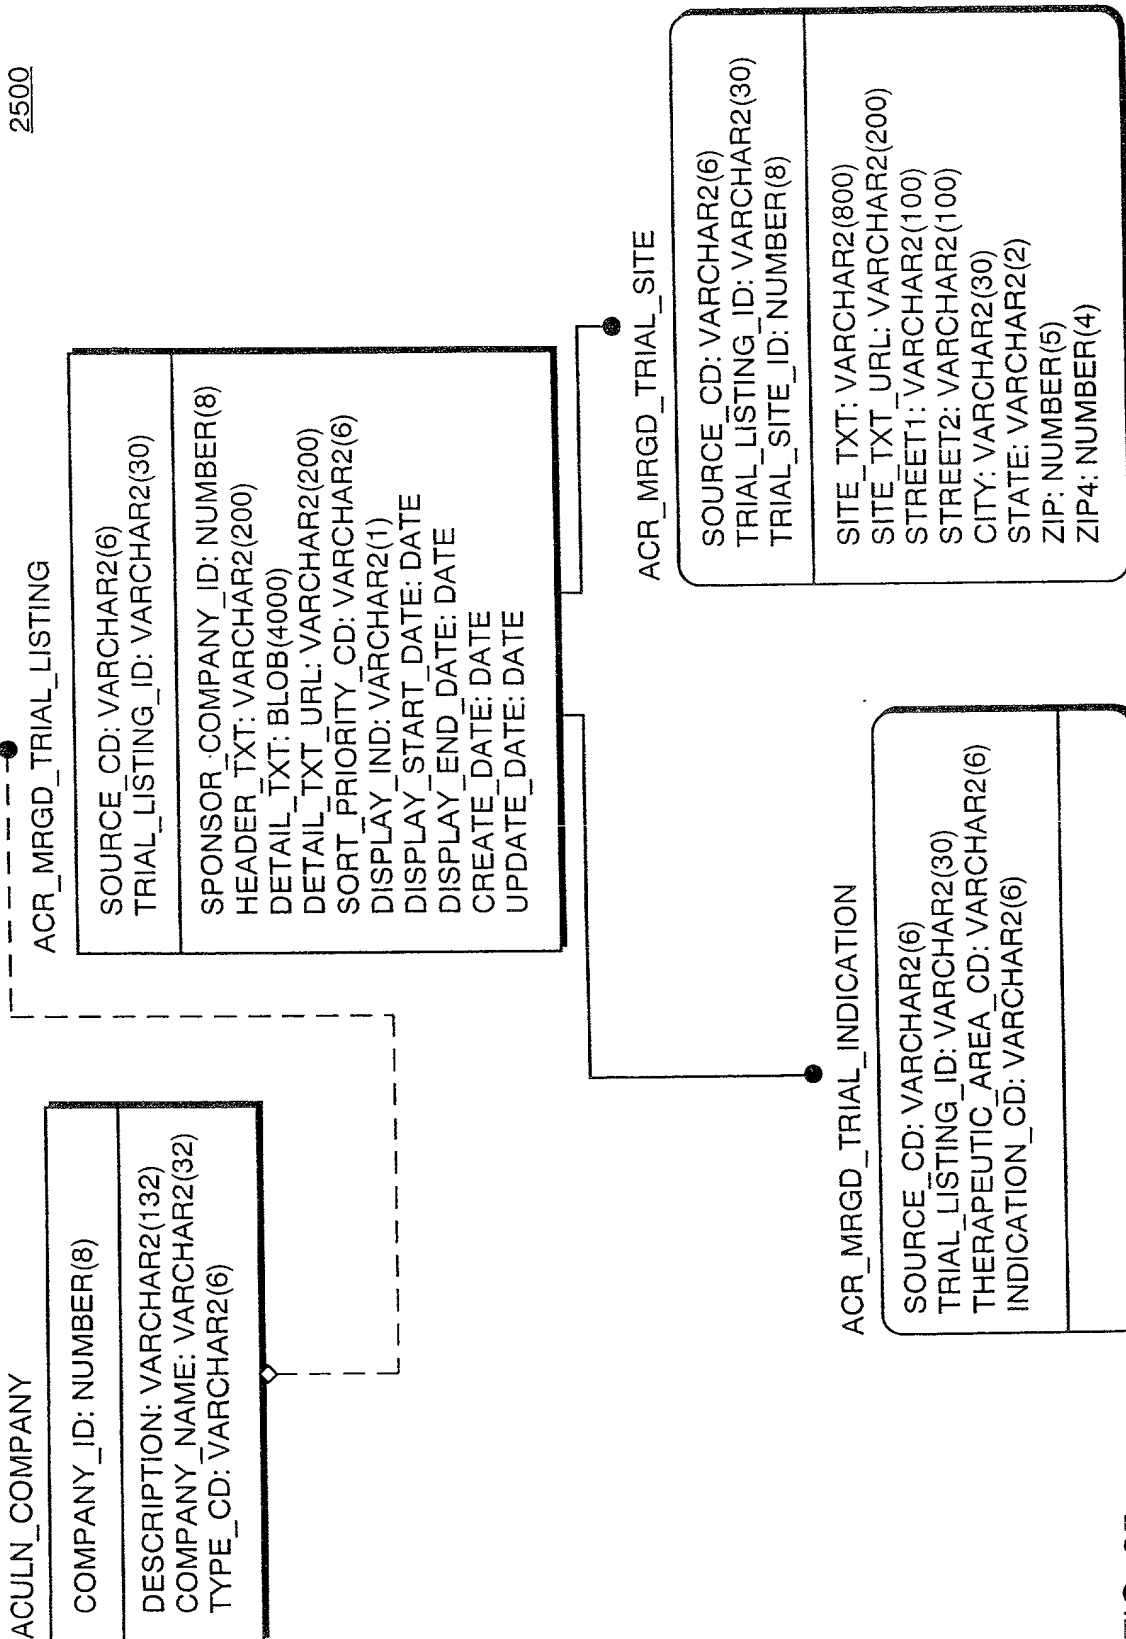 2500
ACULN_COMPANY
COMPANY_ID: NUMBER(8)
DESCRIPTION: VARCHAR2(132)
COMPANY_NAME: VARCHAR2(32)
TYPE_CD: VARCHAR2(6)
ACR_MRGD_TRIAL_LISTING
SOURCE_CD: VARCHAR2(6)
TRIAL_LISTING_ID: VARCHAR2(30)
SPONSOR_COMPANY_ID: NUMBER(8)
HEADER_TXT: VARCHAR2(200)
DETAIL_TXT: BLOB(4000)
DETAIL_TXT_URL: VARCHAR2(200)
SORT_PRIORITY_CD: VARCHAR2(6)
DISPLAY_IND: VARCHAR2(1)
DISPLAY_START_DATE: DATE
DISPLAY_END_DATE: DATE
CREATE_DATE: DATE
UPDATE_DATE: DATE
ACR_MRGD_TRIAL_INDICATION
SOURCE_CD: VARCHAR2(6)
TRIAL_LISTING_ID: VARCHAR2(30)
THERAPEUTIC_AREA_CD: VARCHAR2(6)
INDICATION_CD: VARCHAR2(6)
ACR_MRGD_TRIAL_SITE
SOURCE_CD: VARCHAR2(6)
TRIAL_LISTING_ID: VARCHAR2(30)
TRIAL_SITE_ID: NUMBER(8)
SITE_TXT: VARCHAR2(800)
SITE_TXT_URL: VARCHAR2(200)
STREET1: VARCHAR2(100)
STREET2: VARCHAR2(100)
CITY: VARCHAR2(30)
STATE: VARCHAR2(2)
ZIP: NUMBER(5)
ZIP4: NUMBER(4)